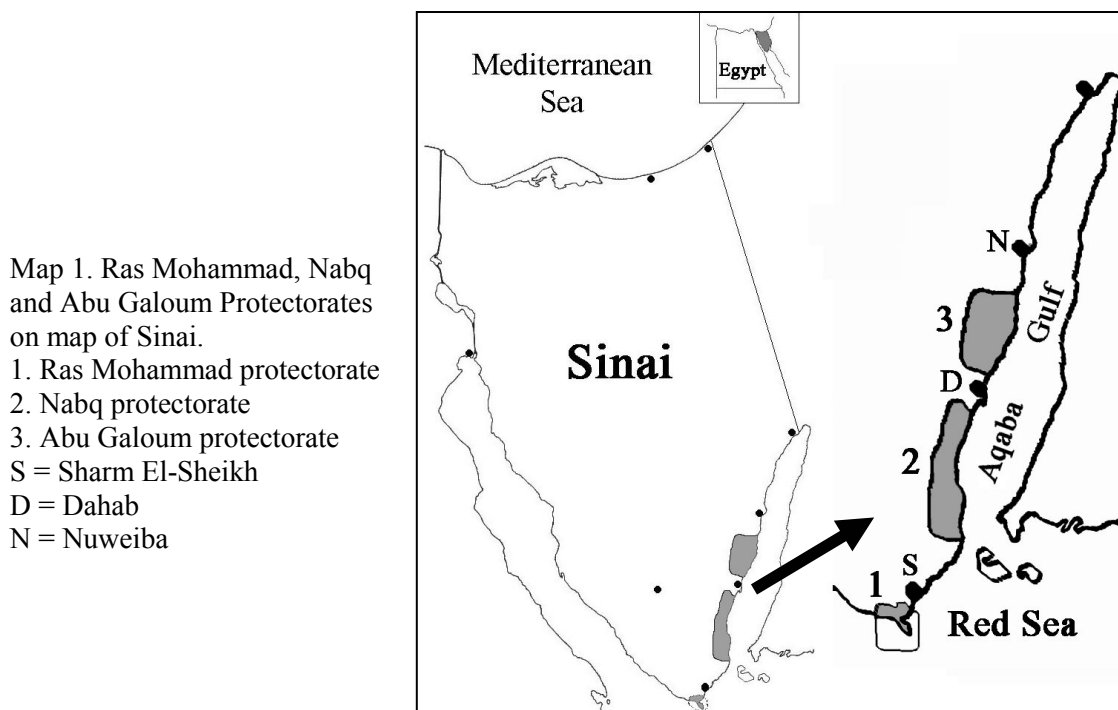 Map 1. Ras Mohammad, Nabq
and Abu Galoum Protectorates
on map of Sinai.
1. Ras Mohammad protectorate
2. Nabq protectorate
3. Abu Galoum protectorate
S = Sharm El-Sheikh
D = Dahab
N = Nuweiba
Mediterranean
Sea
Egypt
Sinai
N
3
Gulf
D
Aqaba
2
S
1
Red Sea